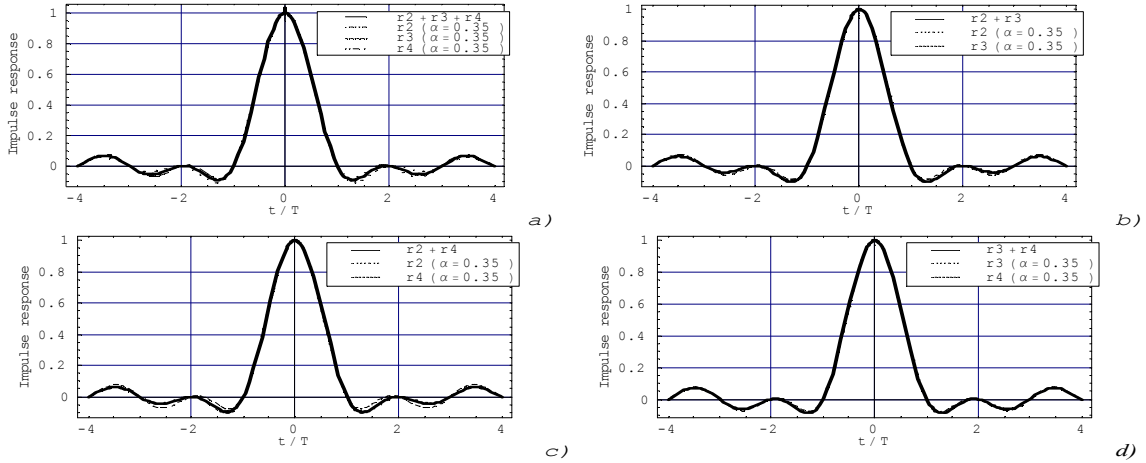 Impulse response
1
0.8
0.6
0.4
0.2
0
−4
−2
0
2
4
t/T
r2+r3+r4
r2 (α=0.35)
r3 (α=0.35)
r4 (α=0.35)
a)
Impulse response
1
0.8
0.6
0.4
0.2
0
−4
−2
0
2
4
t/T
r2+r3
r2 (α=0.35)
r3 (α=0.35)
b)
Impulse response
1
0.8
0.6
0.4
0.2
0
−4
−2
0
2
4
t/T
r2+r4
r2 (α=0.35)
r4 (α=0.35)
c)
Impulse response
1
0.8
0.6
0.4
0.2
0
−4
−2
0
2
4
t/T
r3+r4
r3 (α=0.35)
r4 (α=0.35)
d)